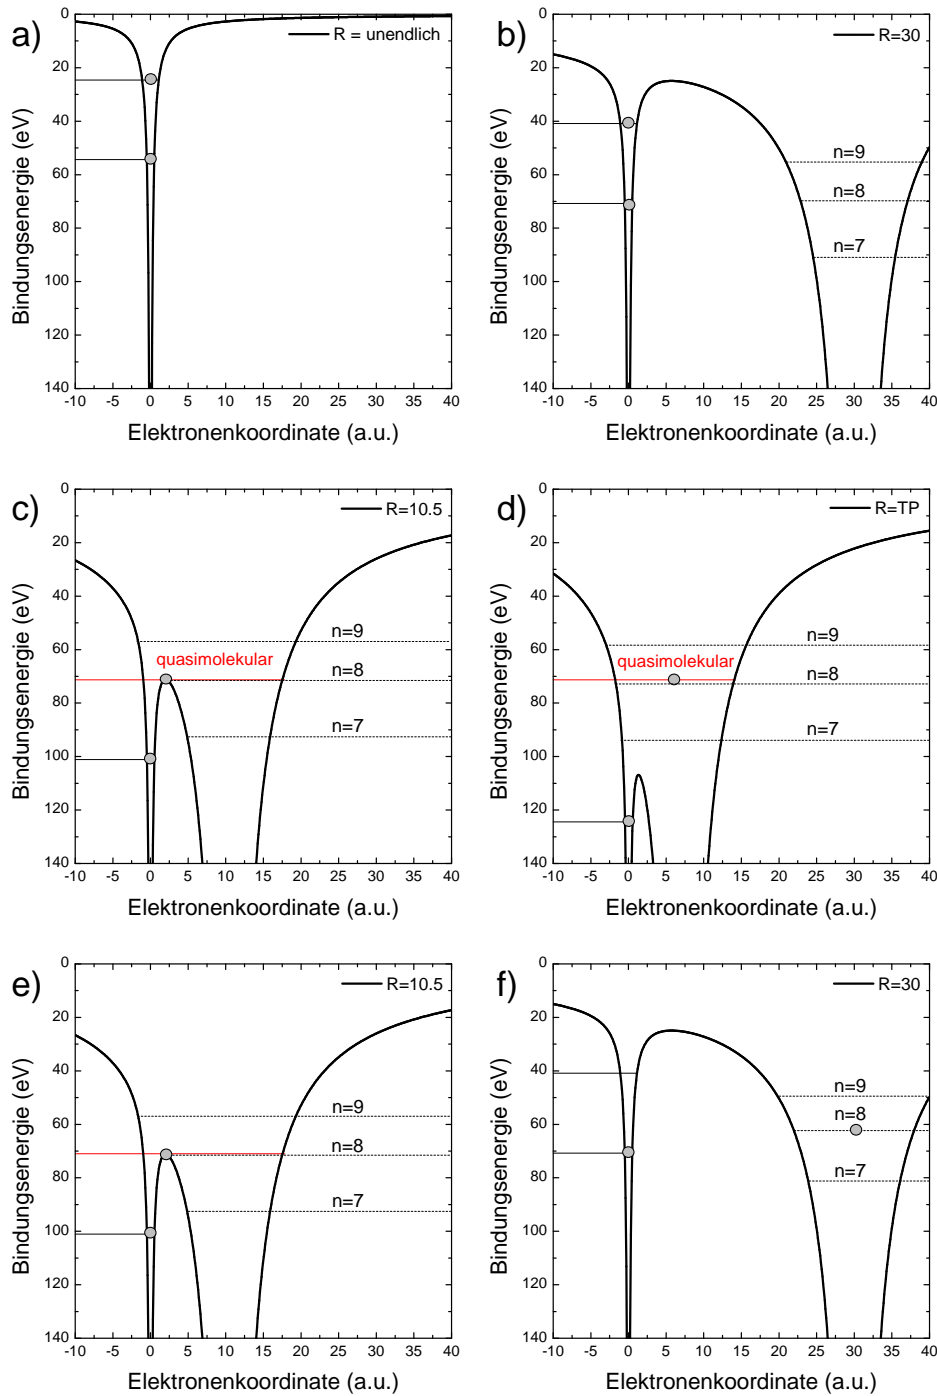 a)
R = unendlich
0
20
40
60
80
100
120
140
Bindungsenergie (eV)
-10 -5 0 5 10 15 20 25 30 35 40
Elektronenkoordinate (a.u.)
b)
R=30
n=9
n=8
n=7
0
20
40
60
80
100
120
140
Bindungsenergie (eV)
-10 -5 0 5 10 15 20 25 30 35 40
Elektronenkoordinate (a.u.)
c)
R=10.5
n=9
quasimolekular
n=8
n=7
0
20
40
60
80
100
120
140
Bindungsenergie (eV)
-10 -5 0 5 10 15 20 25 30 35 40
Elektronenkoordinate (a.u.)
d)
R=TP
n=9
quasimolekular
n=8
n=7
0
20
40
60
80
100
120
140
Bindungsenergie (eV)
-10 -5 0 5 10 15 20 25 30 35 40
Elektronenkoordinate (a.u.)
e)
R=10.5
n=9
n=8
n=7
0
20
40
60
80
100
120
140
Bindungsenergie (eV)
-10 -5 0 5 10 15 20 25 30 35 40
Elektronenkoordinate (a.u.)
f)
R=30
n=9
n=8
n=7
0
20
40
60
80
100
120
140
Bindungsenergie (eV)
-10 -5 0 5 10 15 20 25 30 35 40
Elektronenkoordinate (a.u.)